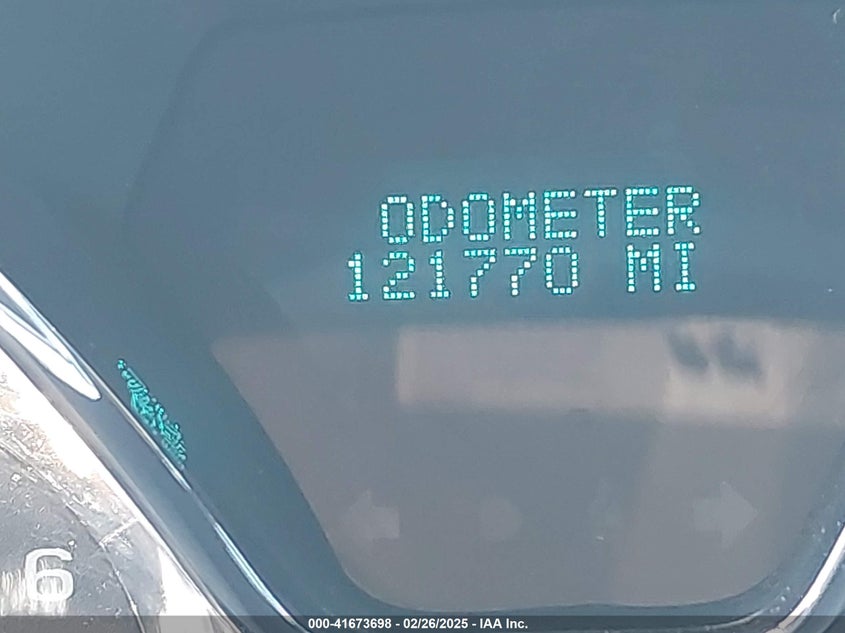 ODOMETER
121770 MI
6
000-41673698 - 02/26/2025 - IAA Inc.